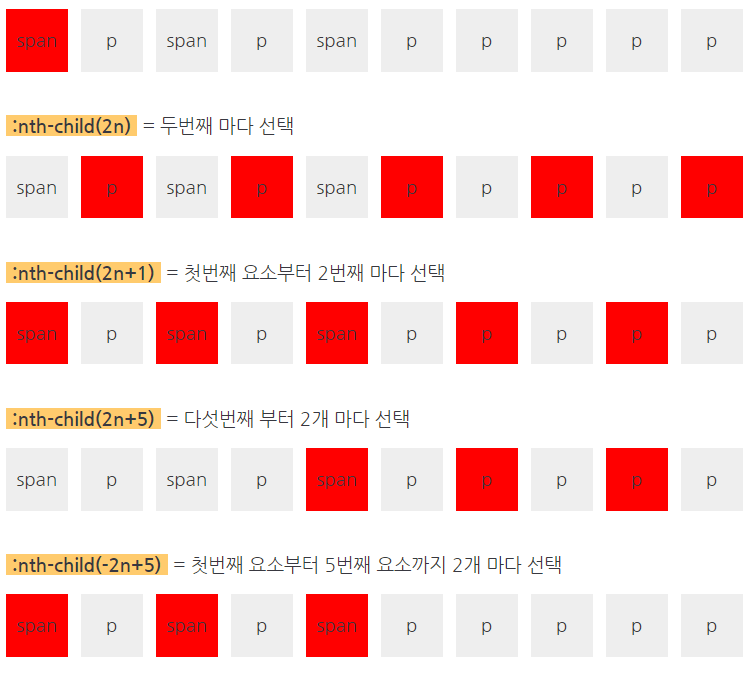 span p span p span p p p p p
:nth-child(2n) = 두번째 마다 선택
span p span p span p p p p p
:nth-child(2n+1) = 첫번째 요소부터 2번째 마다 선택
span p span p span p p p p p
:nth-child(2n+5) = 다섯번째 부터 2개 마다 선택
span p span p span p p p p p
:nth-child(-2n+5) = 첫번째 요소부터 5번째 요소까지 2개 마다 선택
span p span p span p p p p p